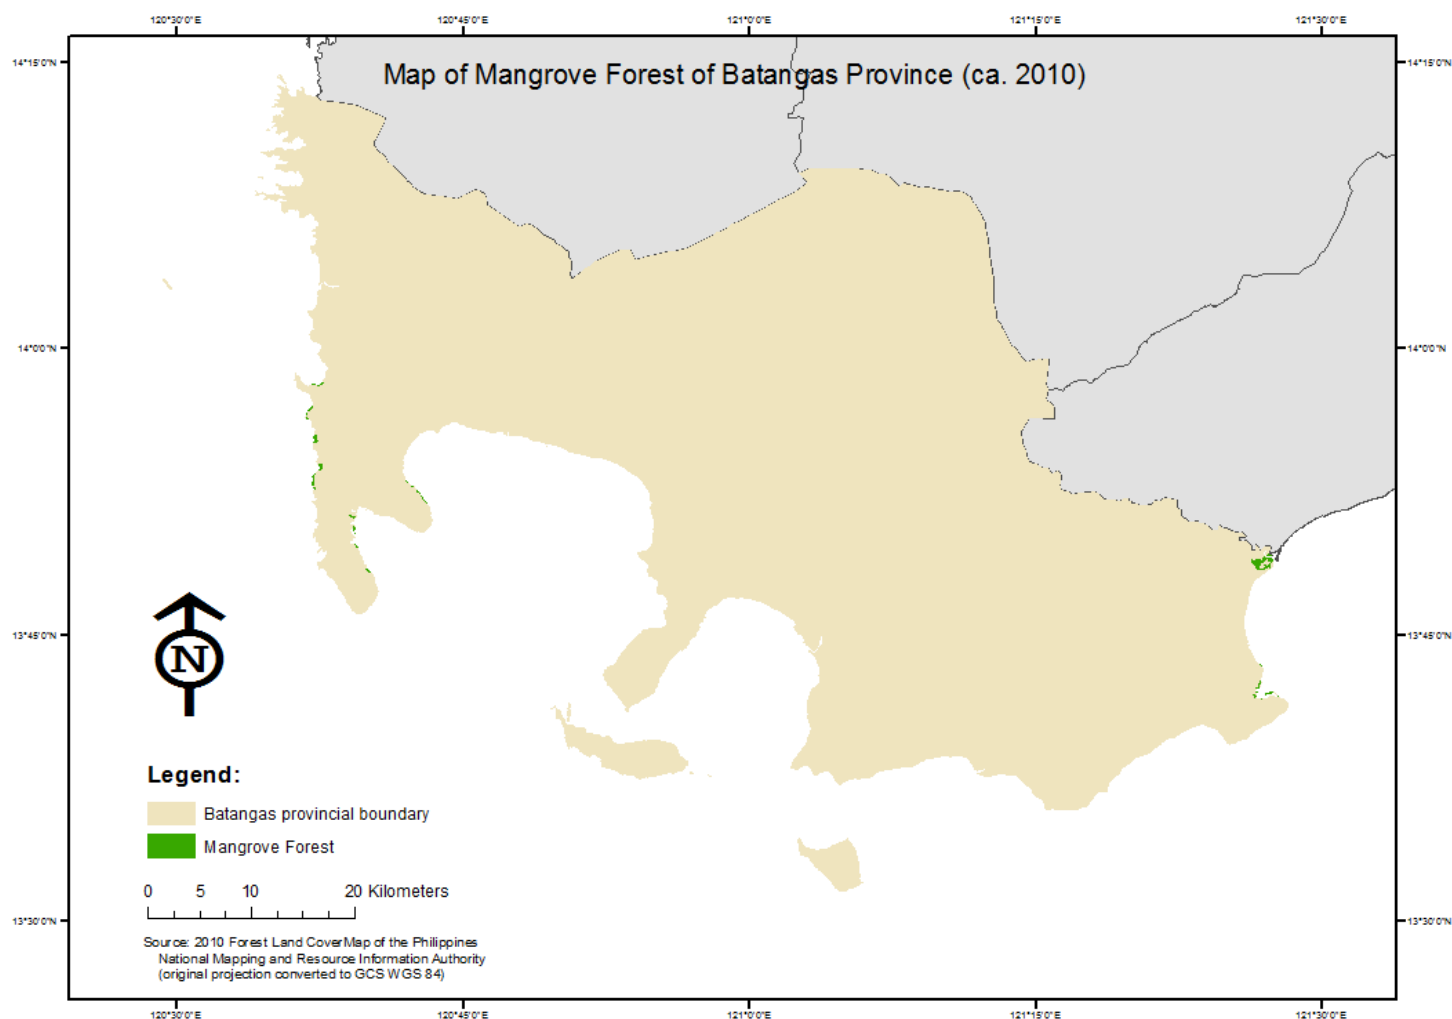 120°30'0"E 120°45'0"E 121°0'0"E 121°15'0"E 121°30'0"E
14°15'0"N 14°15'0"N
Map of Mangrove Forest of Batangas Province (ca. 2010)
14°0'0"N 14°0'0"N
13°45'0"N 13°45'0"N
N
Legend:
Batangas provincial boundary
Mangrove Forest
0 5 10 20 Kilometers
13°30'0"N 13°30'0"N
Source: 2010 Forest Land CoverMap of the Philippines
National Mapping and Resource Information Authority
(original projection converted to GCS WGS 84)
120°30'0"E 120°45'0"E 121°0'0"E 121°15'0"E 121°30'0"E